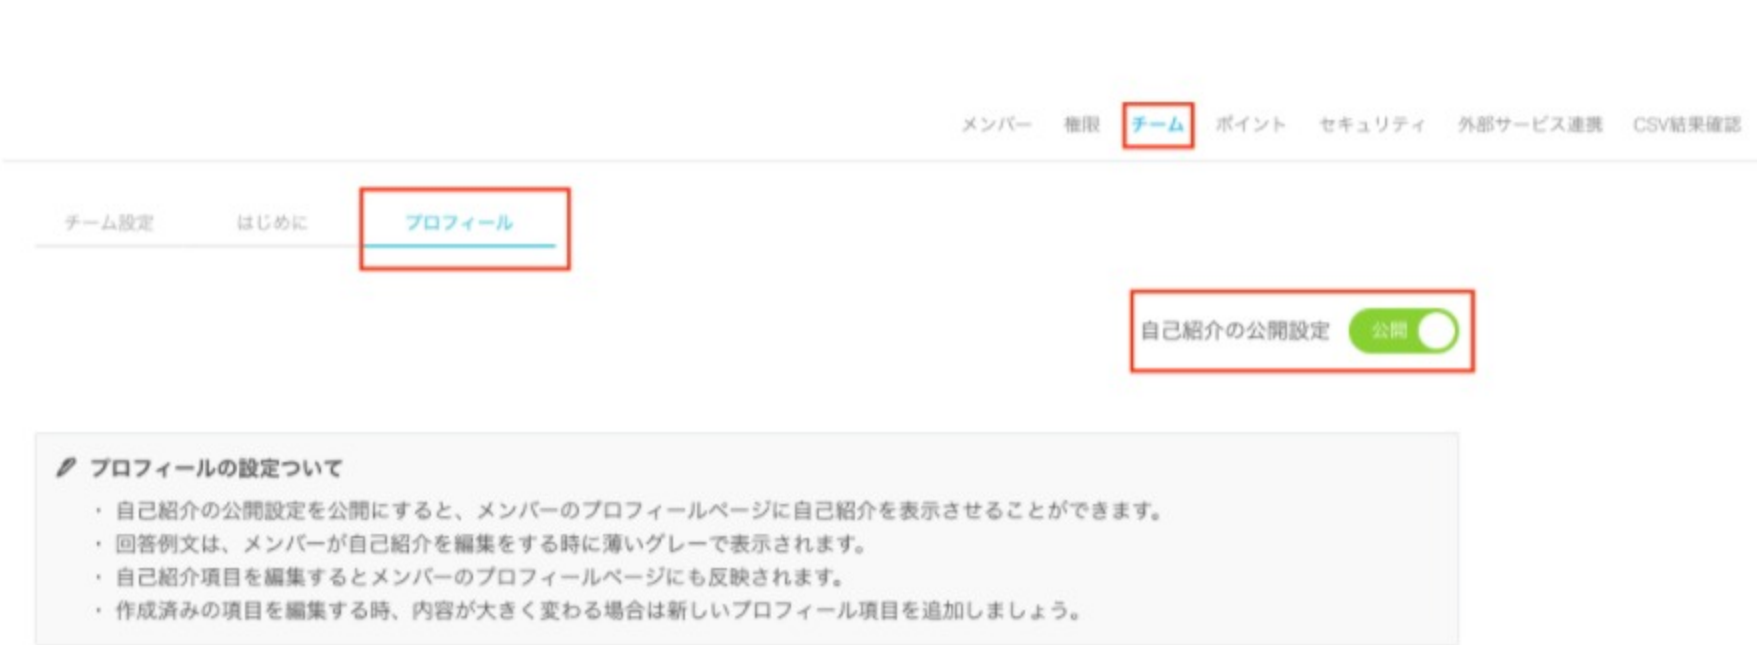 メンバー 権限 チーム ポイント セキュリティ 外部サービス連携 CSV結果確認
チーム設定 はじめに プロフィール
自己紹介の公開設定 公開
プロフィールの設定ついて
・ 自己紹介の公開設定を公開にすると、メンバーのプロフィールページに自己紹介を表示させることができます。
・ 回答例文は、メンバーが自己紹介を編集をする時に薄いグレーで表示されます。
・ 自己紹介項目を編集するとメンバーのプロフィールページにも反映されます。
・ 作成済みの項目を編集する時、内容が大きく変わる場合は新しいプロフィール項目を追加しましょう。